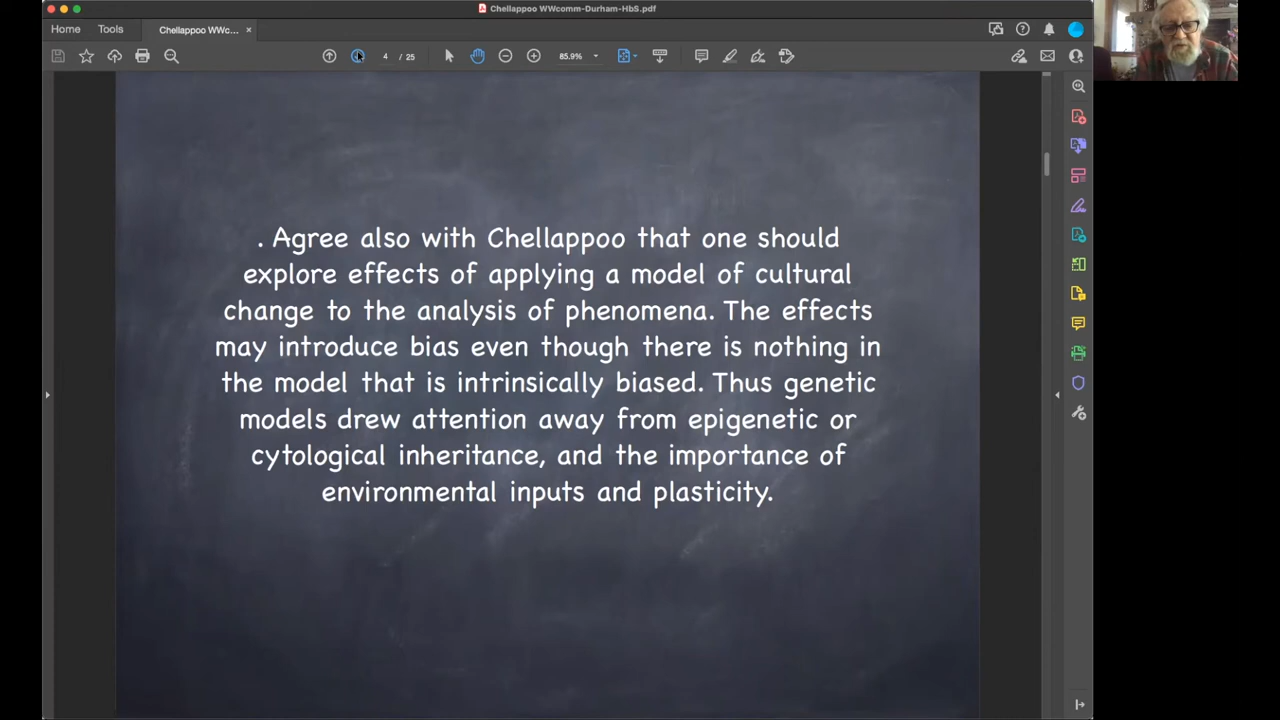 Chellappoo WWcomm-Durham-HbS.pdf
Home Tools Chellappoo WWc... ×
4 / 25 85.9%
. Agree also with Chellappoo that one should
explore effects of applying a model of cultural
change to the analysis of phenomena. The effects
may introduce bias even though there is nothing in
the model that is intrinsically biased. Thus genetic
models drew attention away from epigenetic or
cytological inheritance, and the importance of
environmental inputs and plasticity.